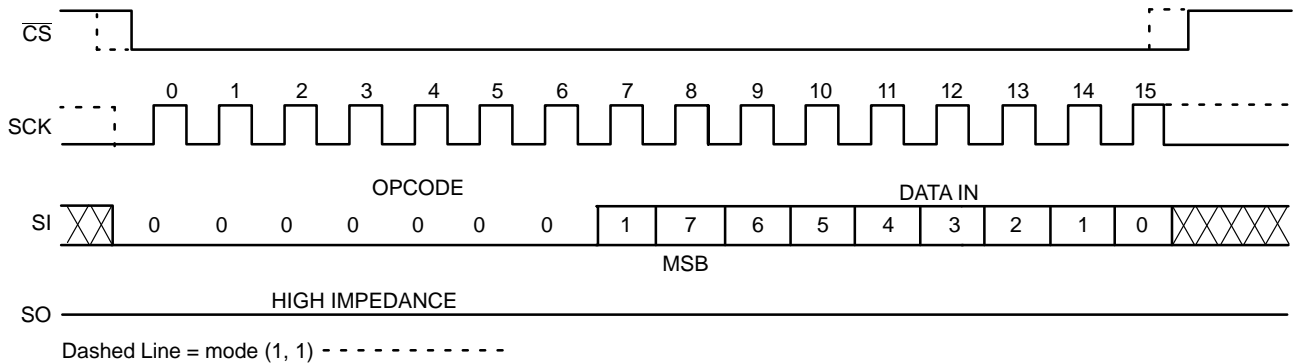 CS
0 1 2 3 4 5 6 7 8 9 10 11 12 13 14 15
SCK
OPCODE DATA IN
SI 0 0 0 0 0 0 0 1 7 6 5 4 3 2 1 0
MSB
HIGH IMPEDANCE
SO
Dashed Line = mode (1, 1)